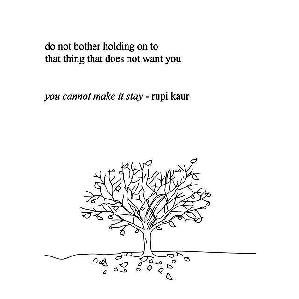 do not bother holding on to
that thing that does not want you
you cannot make it stay - rupi kaur